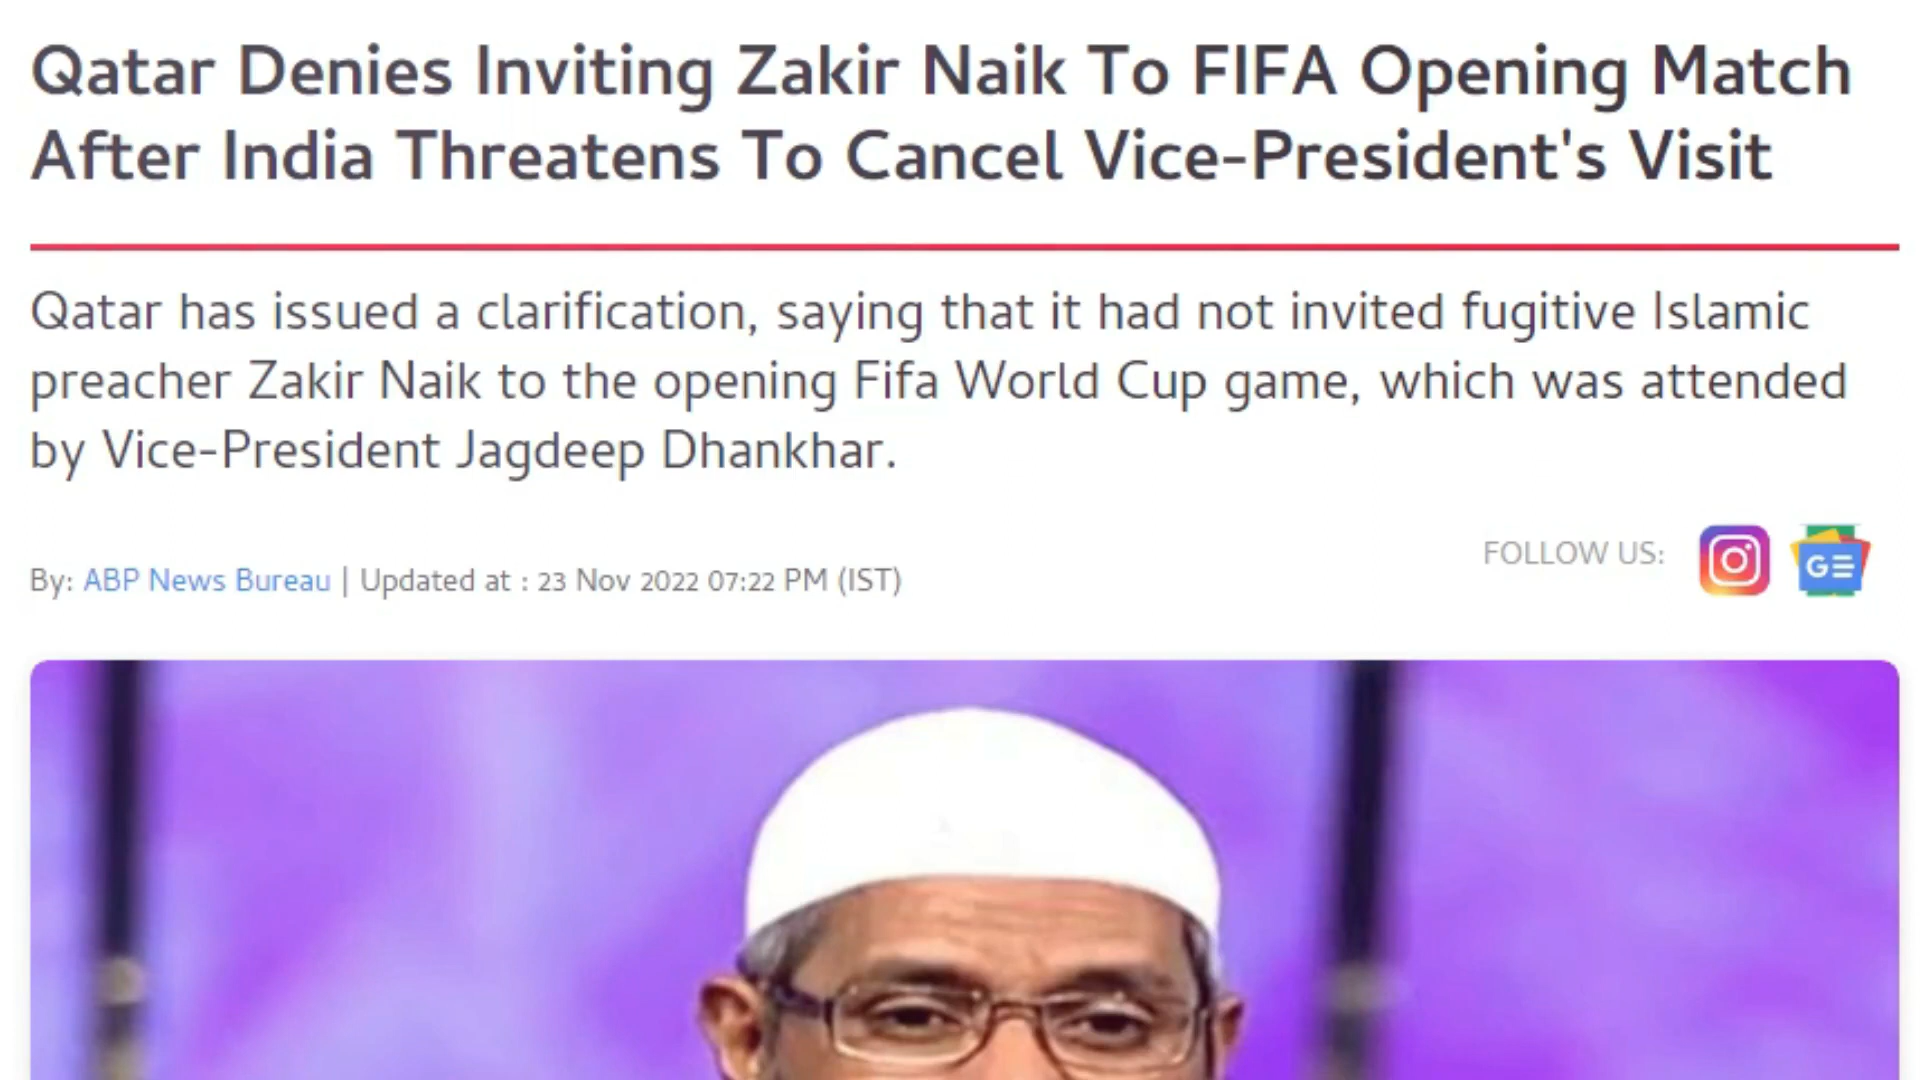 Qatar Denies Inviting Zakir Naik To FIFA Opening Match
After India Threatens To Cancel Vice-President's Visit
Qatar has issued a clarification, saying that it had not invited fugitive Islamic
preacher Zakir Naik to the opening Fifa World Cup game, which was attended
by Vice-President Jagdeep Dhankhar.
By: ABP News Bureau | Updated at : 23 Nov 2022 07:22 PM (IST)
FOLLOW US:
GE